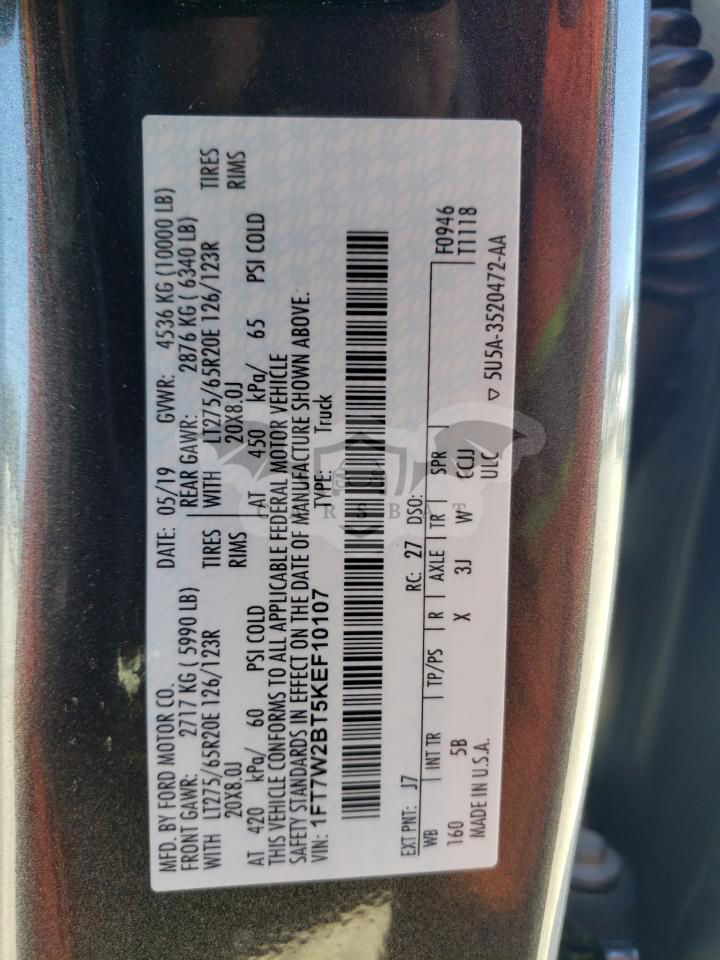 MFD. BY FORD MOTOR CO. DATE: 05/19 GVWR: 4536 KG (10000 LB)
FRONT GAWR: 2717 KG ( 5990 LB) REAR GAWR: 2876 KG ( 6340 LB)
WITH LT275/65R20E 126/123R TIRES WITH LT275/65R20E 126/123R TIRES
20X8.0J RIMS 20X8.0J RIMS
AT 420 kPa/ 60 PSI COLD AT 450 kPa/ 65 PSI COLD
THIS VEHICLE CONFORMS TO ALL APPLICABLE FEDERAL MOTOR VEHICLE
SAFETY STANDARDS IN EFFECT ON THE DATE OF MANUFACTURE SHOWN ABOVE.
VIN: 1FT7W2BT5KEF10107 TYPE: Truck
EXT PNT: J7 RC: 27 DSO: F0946
WB INT TR TP/PS R AXLE TR SPR T1118
160 5B X 3J W CCJJ
MADE IN U.S.A. ULC ▽ 5U5A-3520472-AA
CARSBAT